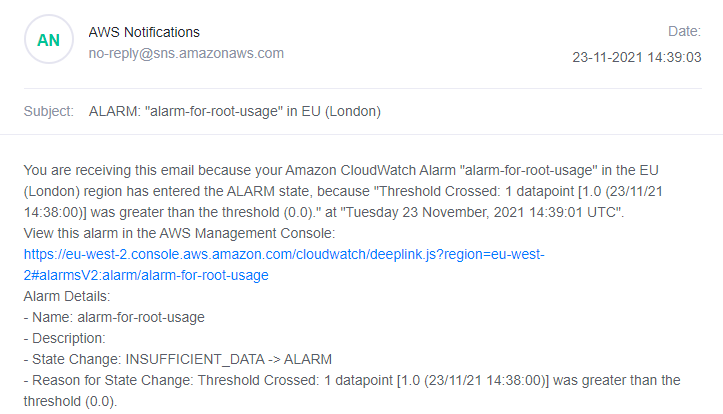 AN
AWS Notifications
no-reply@sns.amazonaws.com
Date:
23-11-2021 14:39:03
Subject: ALARM: "alarm-for-root-usage" in EU (London)
You are receiving this email because your Amazon CloudWatch Alarm "alarm-for-root-usage" in the EU
(London) region has entered the ALARM state, because "Threshold Crossed: 1 datapoint [1.0 (23/11/21
14:38:00)] was greater than the threshold (0.0)." at "Tuesday 23 November, 2021 14:39:01 UTC".
View this alarm in the AWS Management Console:
https://eu-west-2.console.aws.amazon.com/cloudwatch/deeplink.js?region=eu-west-
2#alarmsV2:alarm/alarm-for-root-usage
Alarm Details:
- Name: alarm-for-root-usage
- Description:
- State Change: INSUFFICIENT_DATA -> ALARM
- Reason for State Change: Threshold Crossed: 1 datapoint [1.0 (23/11/21 14:38:00)] was greater than the
threshold (0.0).